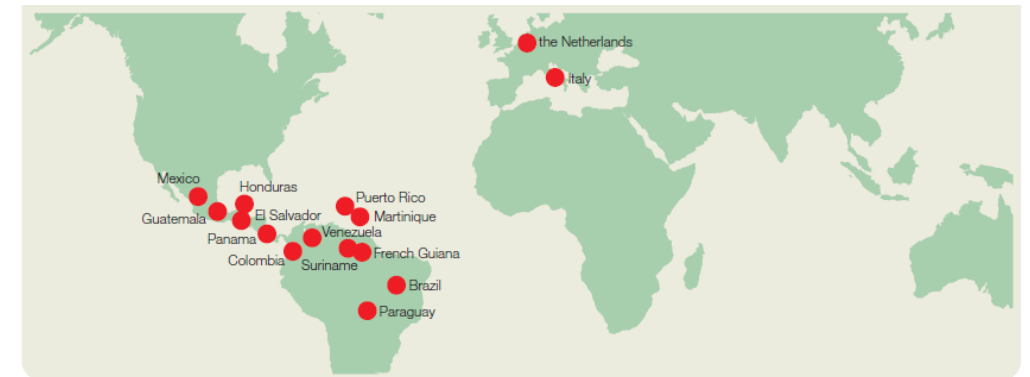 the Netherlands
Italy
Mexico
Honduras
Puerto Rico
Guatemala
El Salvador
Martinique
Panama
Venezuela
Colombia
Suriname
French Guiana
Brazil
Paraguay